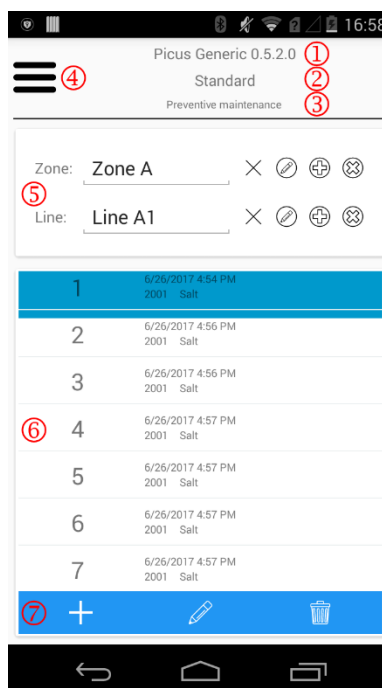 16:58
Picus Generic 0.5.2.0 ①
Standard ②
④
Preventive maintenance ③
Zone: Zone A
⑤
Line: Line A1
1 6/26/2017 4:54 PM
2001 Salt
2 6/26/2017 4:56 PM
2001 Salt
3 6/26/2017 4:56 PM
2001 Salt
⑥ 4 6/26/2017 4:57 PM
2001 Salt
5 6/26/2017 4:57 PM
2001 Salt
6 6/26/2017 4:57 PM
2001 Salt
7 6/26/2017 4:57 PM
2001 Salt
⑦